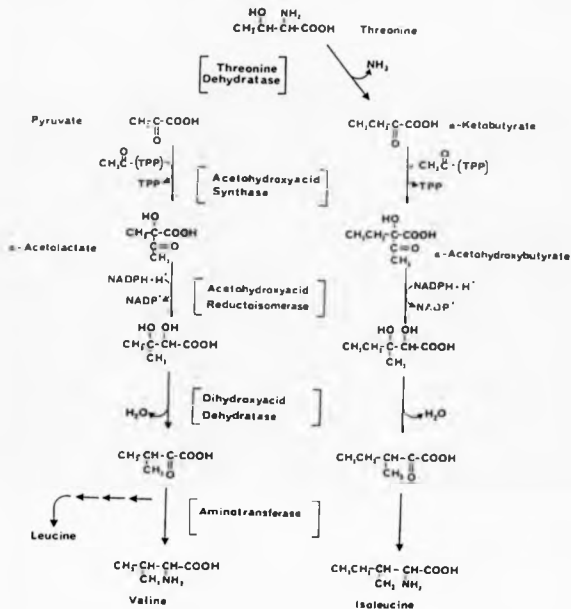 HO NH₂
CH₃CH-CH-COOH Threonine
NH₃
Threonine
Dehydratase
Pyruvate CH₃-C-COOH
O
CH₃CH₂-C-COOH α-Ketobutyrate
O
O
CH₃C-(TPP)
TPP
Acetohydroxyacid
Synthase
O
CH₃C-(TPP)
TPP
α-Acetolactate
HO
CH₃-C-COOH
C=O
CH₃
HO
CH₃CH₂-C-COOH
C=O
CH₃
α-Acetohydroxybutyrate
NADPH·H⁺
NADP⁺
Acetohydroxyacid
Reductoisomerase
NADPH·H⁺
NADP⁺
HO OH
CH₃-C-CH-COOH
CH₃
HO OH
CH₃CH₂-C-CH-COOH
CH₃
H₂O
Dihydroxyacid
Dehydratase
H₂O
CH₃-CH-C-COOH
CH₃ O
CH₃CH₂-CH-C-COOH
CH₃ O
Aminotransferase
Leucine
CH₃-CH-CH-COOH
CH₃ NH₂
Valine
CH₃CH₂-CH-CH-COOH
CH₃ NH₂
Isoleucine